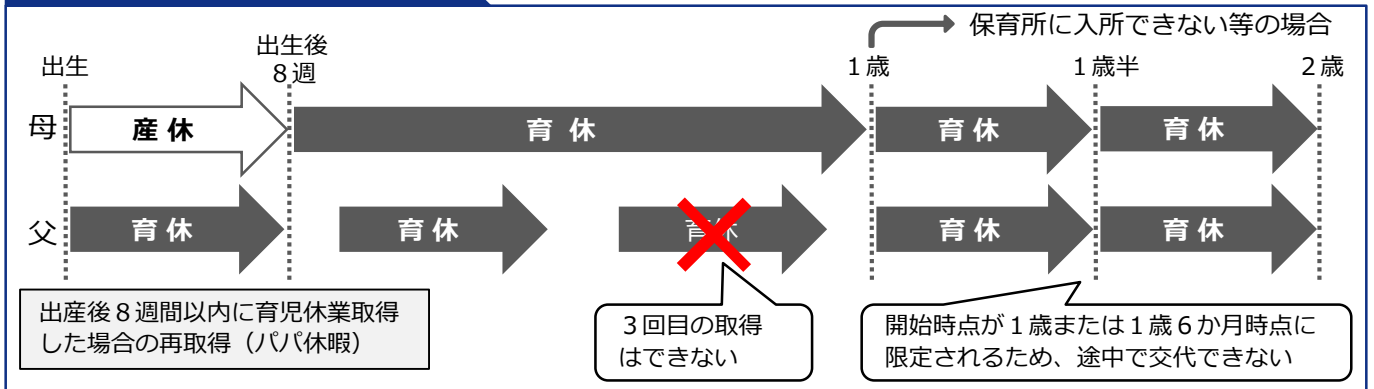 保育所に入所できない等の場合
出生
出生後
８週
１歳
１歳半
２歳
母
産 休
育 休
育 休
育 休
父
育 休
育 休
育休
育 休
育 休
出産後８週間以内に育児休業取得
した場合の再取得（パパ休暇）
３回目の取得
はできない
開始時点が１歳または１歳６か月時点に
限定されるため、途中で交代できない